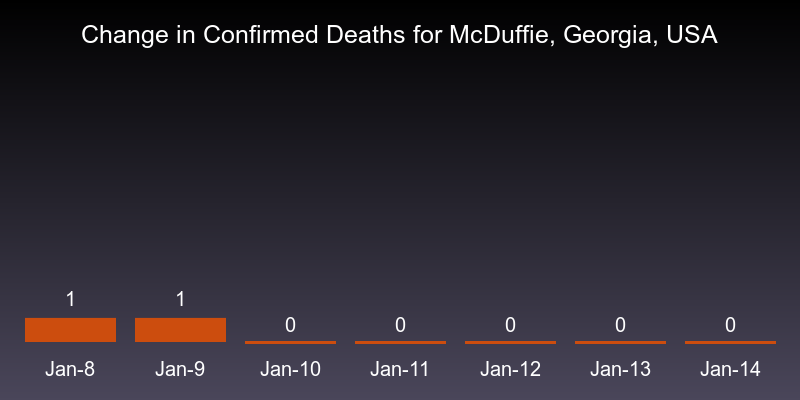 Change in Confirmed Deaths for McDuffie, Georgia, USA
1 1 0 0 0 0 0
Jan-8 Jan-9 Jan-10 Jan-11 Jan-12 Jan-13 Jan-14